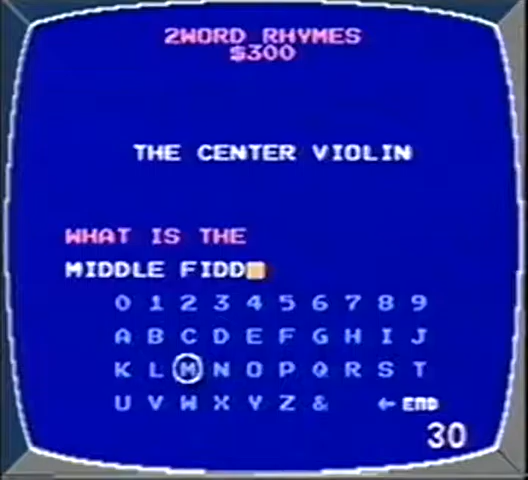 2WORD RHYMES
$300
THE CENTER VIOLIN
WHAT IS THE
MIDDLE FIDD
0 1 2 3 4 5 6 7 8 9
A B C D E F G H I J
K L M N O P Q R S T
U V W X Y Z & ← END
30